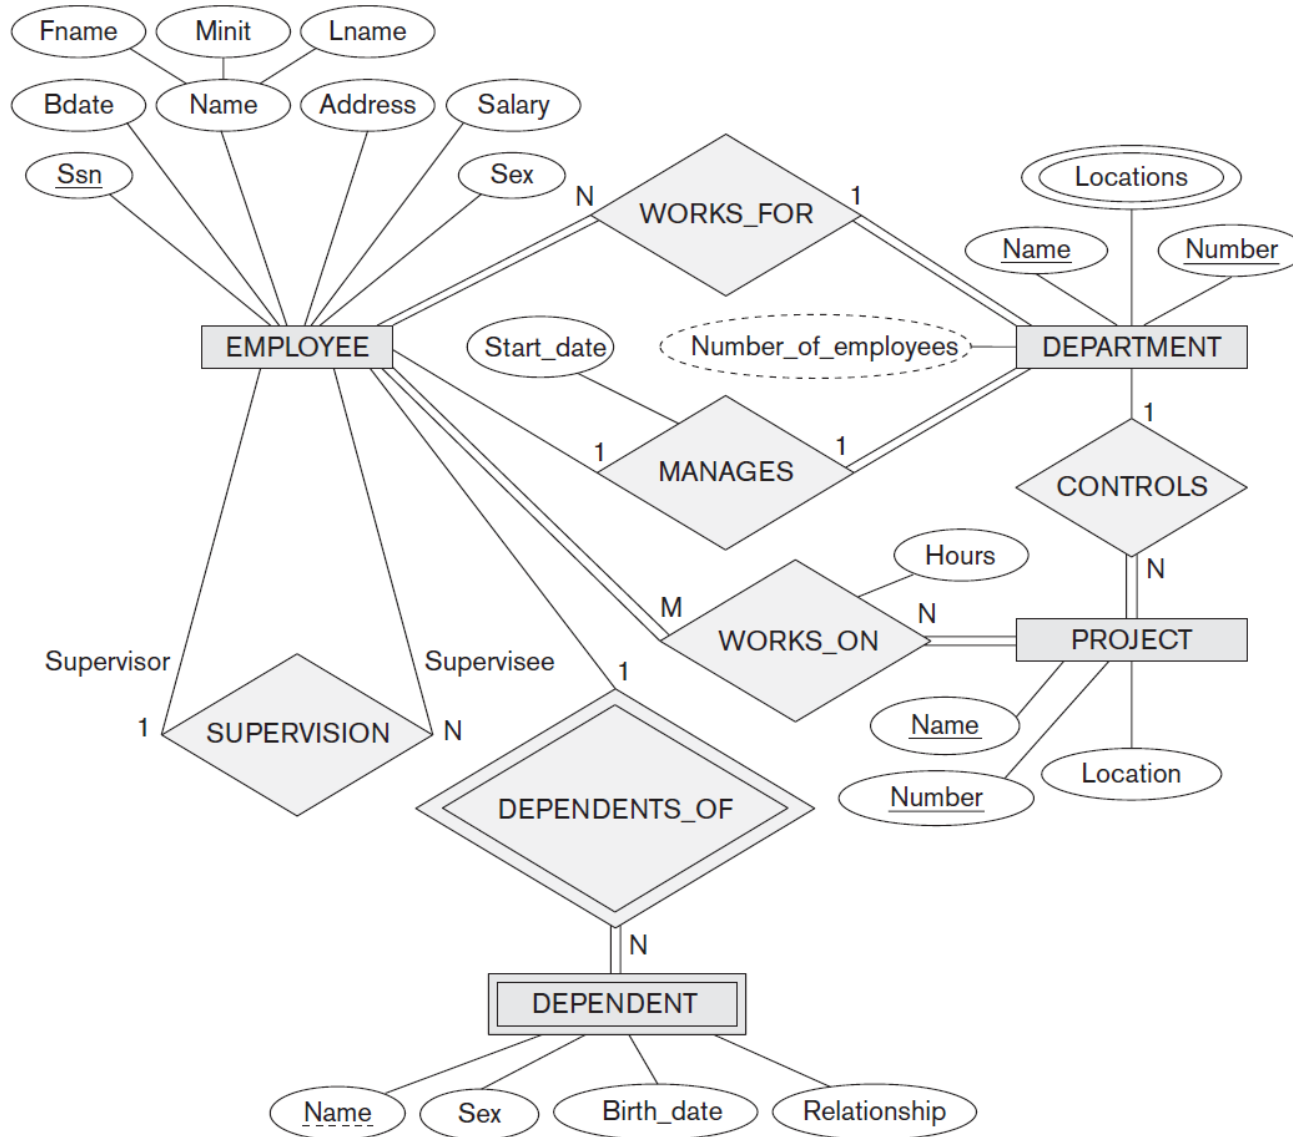 Fname
Minit
Lname
Bdate
Name
Address
Salary
Ssn
Sex
N
WORKS_FOR
1
Locations
Name
Number
EMPLOYEE
Start_date
Number_of_employees
DEPARTMENT
1
MANAGES
1
1
CONTROLS
N
Hours
M
WORKS_ON
N
PROJECT
Supervisor
Supervisee
1
SUPERVISION
N
1
Name
Number
Location
DEPENDENTS_OF
N
DEPENDENT
Name
Sex
Birth_date
Relationship